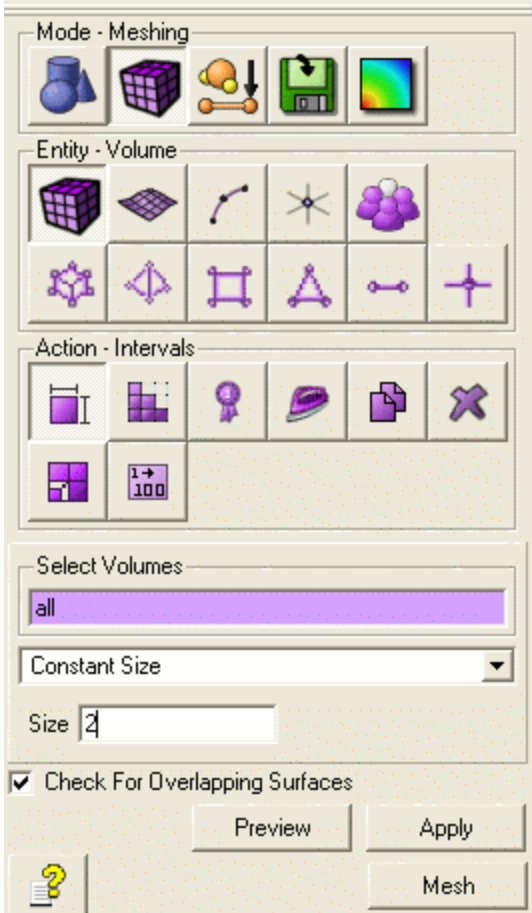 Mode - Meshing
Entity - Volume
Action - Intervals
1
1→
100
Select Volumes
all
Constant Size
Size 2
Check For Overlapping Surfaces
Preview Apply
?
Mesh